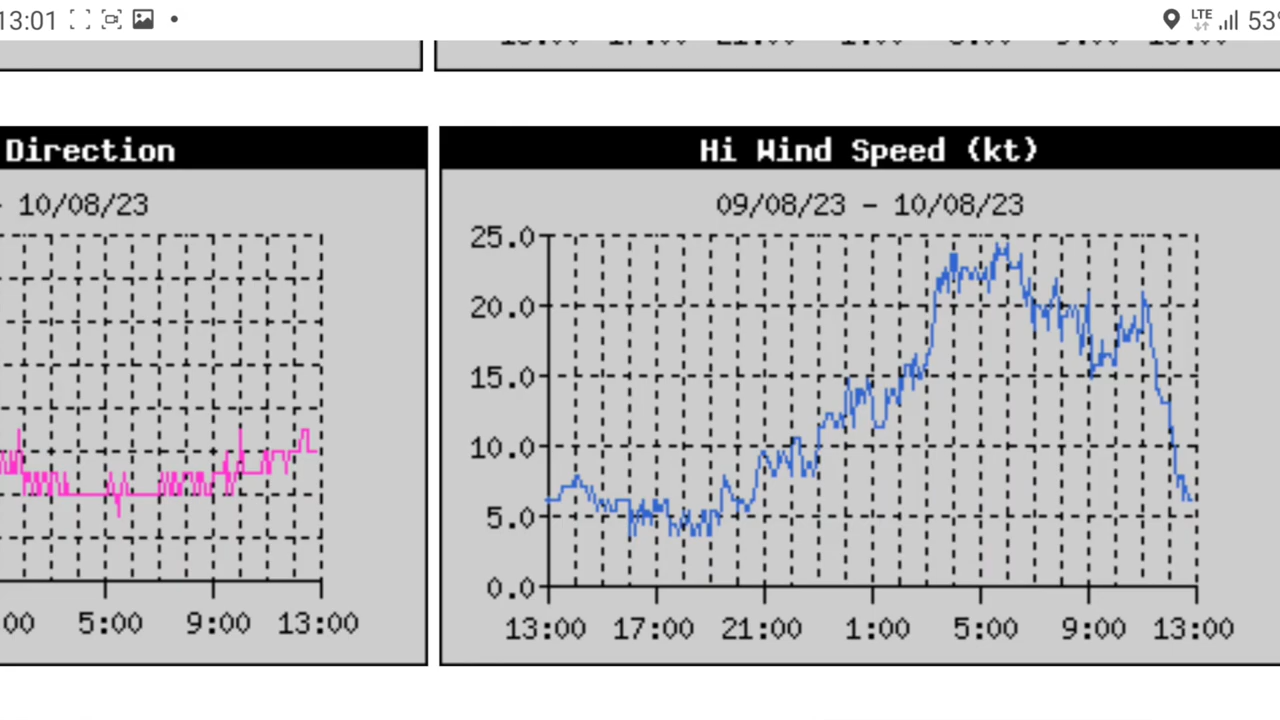 13:01
LTE
53
Direction
- 10/08/23
5:00 9:00 13:00
Hi Wind Speed (kt)
09/08/23 - 10/08/23
25.0
20.0
15.0
10.0
5.0
0.0
13:00 17:00 21:00 1:00 5:00 9:00 13:00